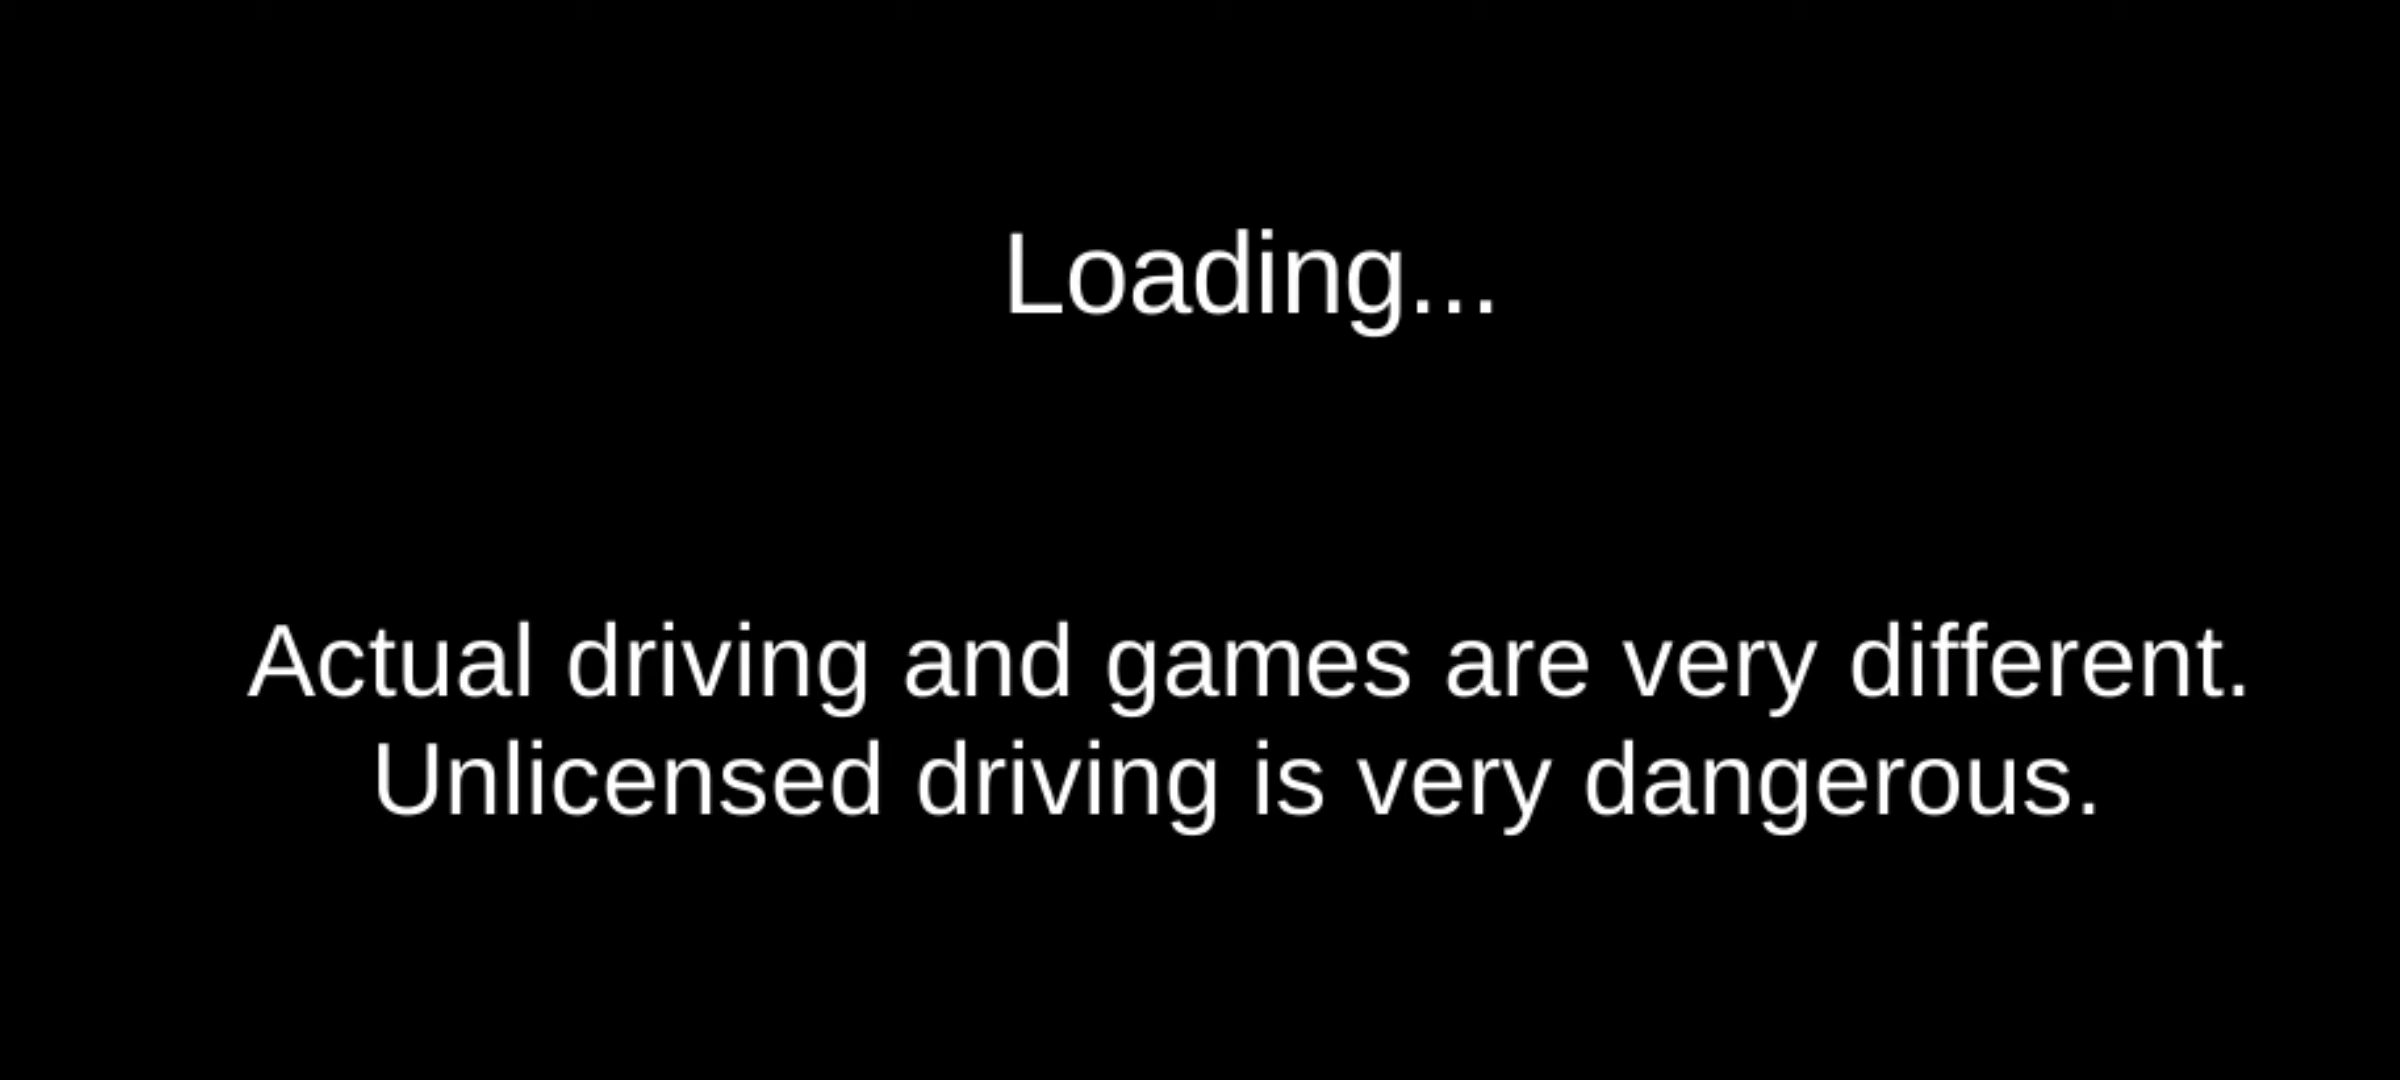 Loading...
Actual driving and games are very different.
Unlicensed driving is very dangerous.